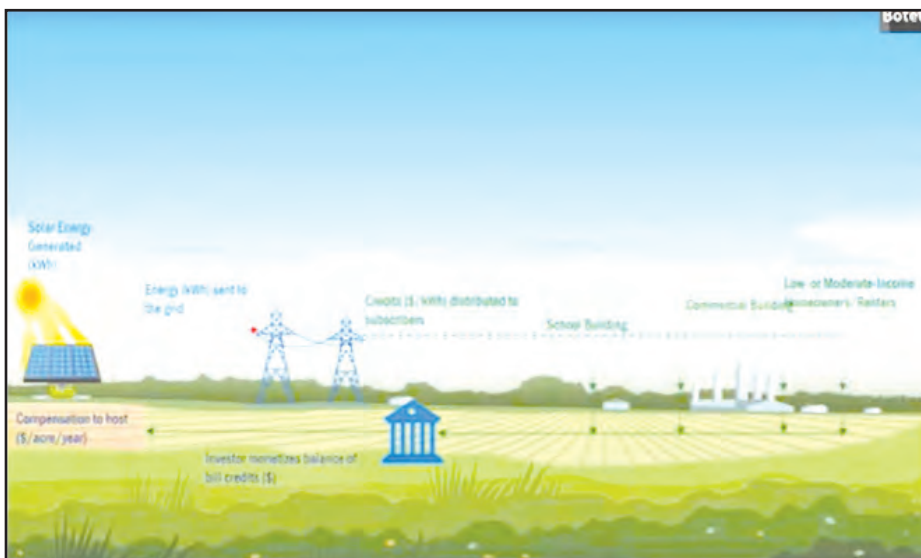 Botet
Solar Energy
Generated
(kWh)
Energy (kWh) sent to
the grid
Credits ($/kWh) distributed to
subscribers
School Building
Commercial Building
Low- or Moderate-Income
Homeowners/ Renters
Compensation to host
($/acre/year)
Investor monetizes balance of
bill credits ($)